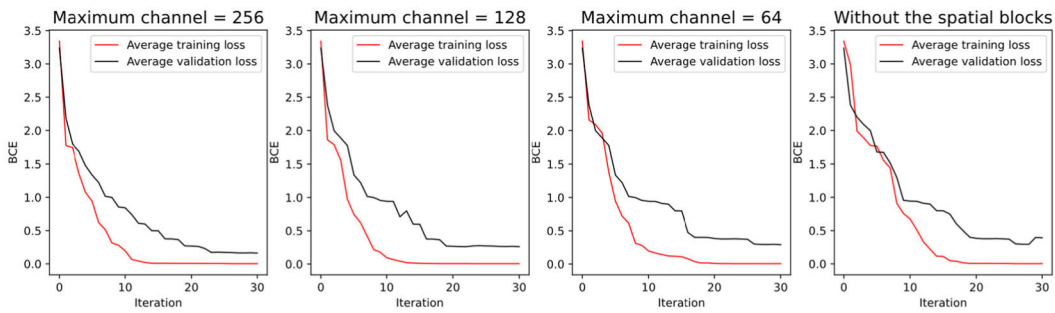 Maximum channel = 256
3.5
3.0
2.5
2.0
1.5
1.0
0.5
0.0
BCE
Average training loss
Average validation loss
0
10
20
30
Iteration
Maximum channel = 128
3.5
3.0
2.5
2.0
1.5
1.0
0.5
0.0
BCE
Average training loss
Average validation loss
0
10
20
30
Iteration
Maximum channel = 64
3.5
3.0
2.5
2.0
1.5
1.0
0.5
0.0
BCE
Average training loss
Average validation loss
0
10
20
30
Iteration
Without the spatial blocks
3.5
3.0
2.5
2.0
1.5
1.0
0.5
0.0
BCE
Average training loss
Average validation loss
0
10
20
30
Iteration